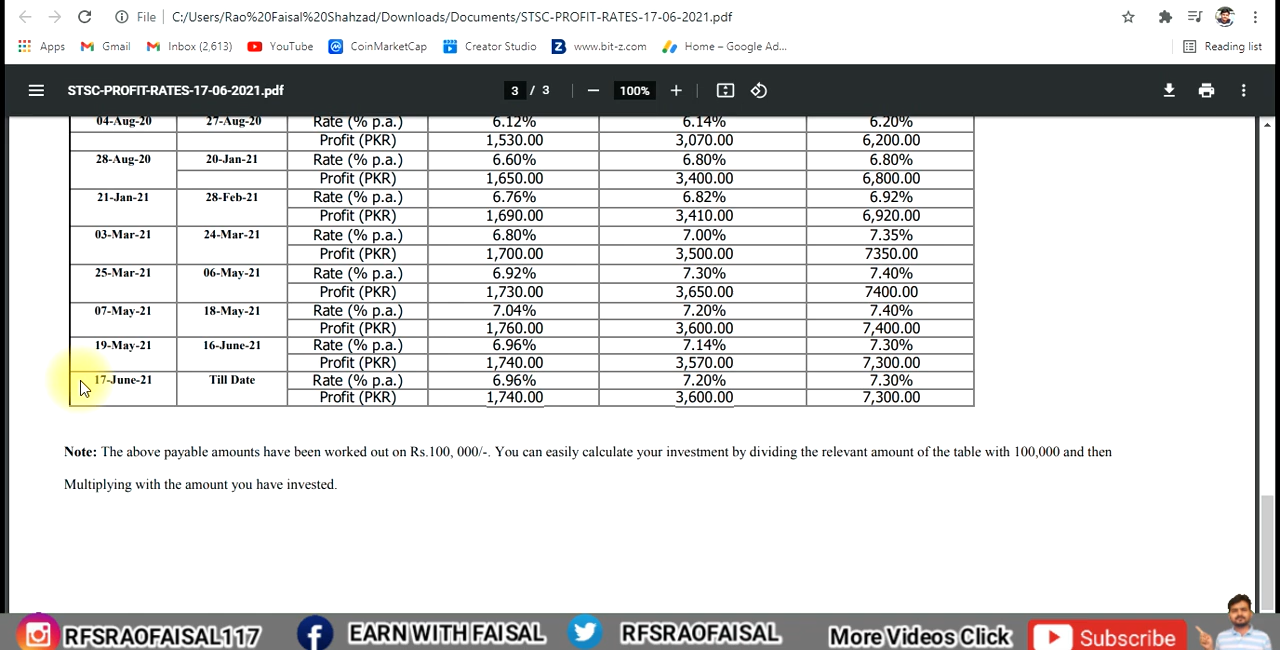 File C:/Users/Rao%20Faisal%20Shahzad/Downloads/Documents/STSC-PROFIT-RATES-17-06-2021.pdf
Apps Gmail Inbox (2,613) YouTube CoinMarketCap Creator Studio www.bit-z.com Home – Google Ad... Reading list
STSC-PROFIT-RATES-17-06-2021.pdf 3 / 3 100%
04-Aug-20 27-Aug-20 Rate (% p.a.) 6.12% 6.14% 6.20%
Profit (PKR) 1,530.00 3,070.00 6,200.00
28-Aug-20 20-Jan-21 Rate (% p.a.) 6.60% 6.80% 6.80%
Profit (PKR) 1,650.00 3,400.00 6,800.00
21-Jan-21 28-Feb-21 Rate (% p.a.) 6.76% 6.82% 6.92%
Profit (PKR) 1,690.00 3,410.00 6,920.00
03-Mar-21 24-Mar-21 Rate (% p.a.) 6.80% 7.00% 7.35%
Profit (PKR) 1,700.00 3,500.00 7350.00
25-Mar-21 06-May-21 Rate (% p.a.) 6.92% 7.30% 7.40%
Profit (PKR) 1,730.00 3,650.00 7400.00
07-May-21 18-May-21 Rate (% p.a.) 7.04% 7.20% 7.40%
Profit (PKR) 1,760.00 3,600.00 7,400.00
19-May-21 16-June-21 Rate (% p.a.) 6.96% 7.14% 7.30%
Profit (PKR) 1,740.00 3,570.00 7,300.00
17-June-21 Till Date Rate (% p.a.) 6.96% 7.20% 7.30%
Profit (PKR) 1,740.00 3,600.00 7,300.00
Note: The above payable amounts have been worked out on Rs.100, 000/-. You can easily calculate your investment by dividing the relevant amount of the table with 100,000 and then
Multiplying with the amount you have invested.
RFSRAOFAISAL117 EARN WITH FAISAL RFSRAOFAISAL More Videos Click Subscribe